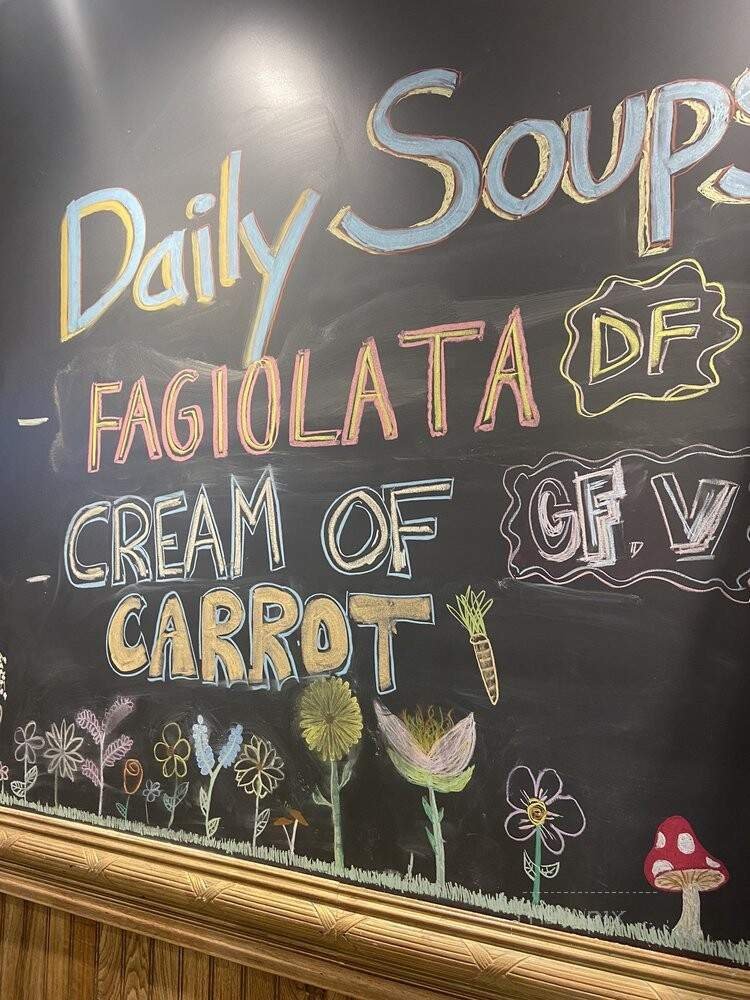 Daily Soups
- FAGIOLATA DF
- CREAM OF GF, V
CARROT